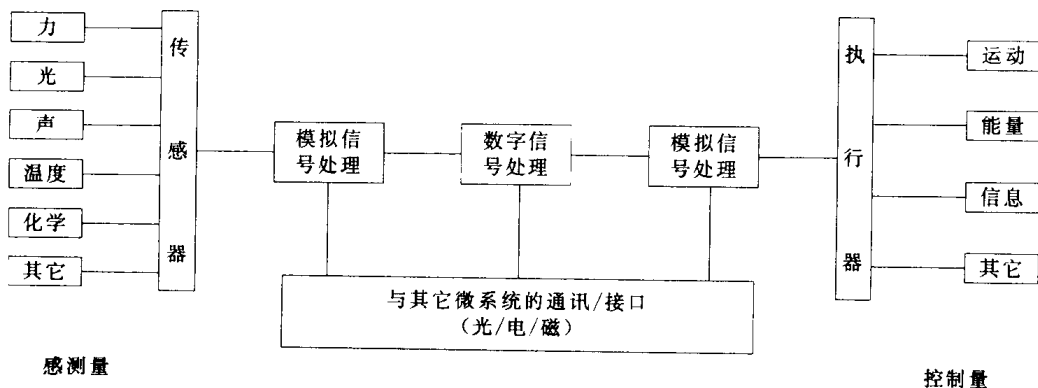 力
光
声
温度
化学
其它
传
感
器
模拟信
号处理
数字信
号处理
模拟信
号处理
与其它微系统的通讯/接口
(光/电/磁)
执
行
器
运动
能量
信息
其它
感测量
控制量